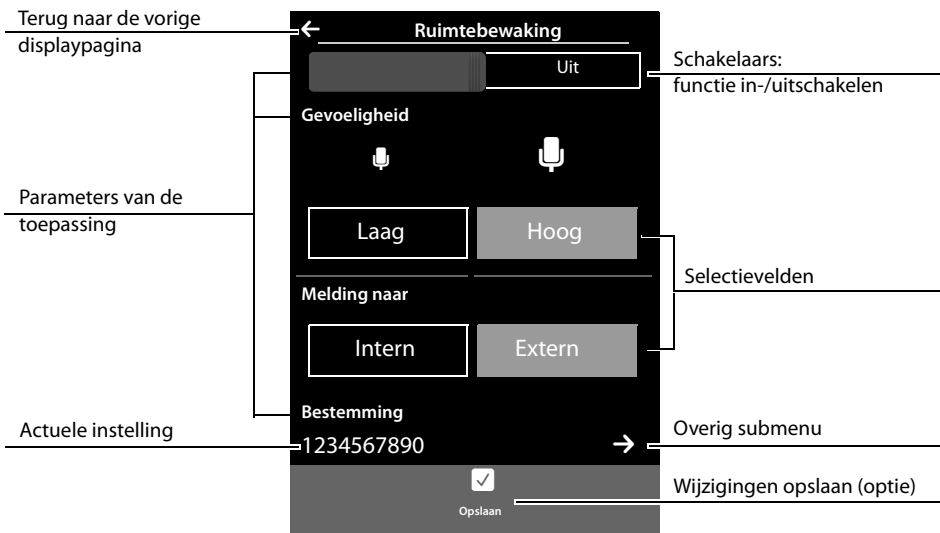 Terug naar de vorige
displaypagina
Ruimtebewaking
Uit
Schakelaars:
functie in-/uitschakelen
Gevoeligheid
Parameters van de
toepassing
Laag
Hoog
Selectievelden
Melding naar
Intern
Extern
Bestemming
Actuele instelling
1234567890
Overig submenu
Opslaan
Wijzigingen opslaan (optie)